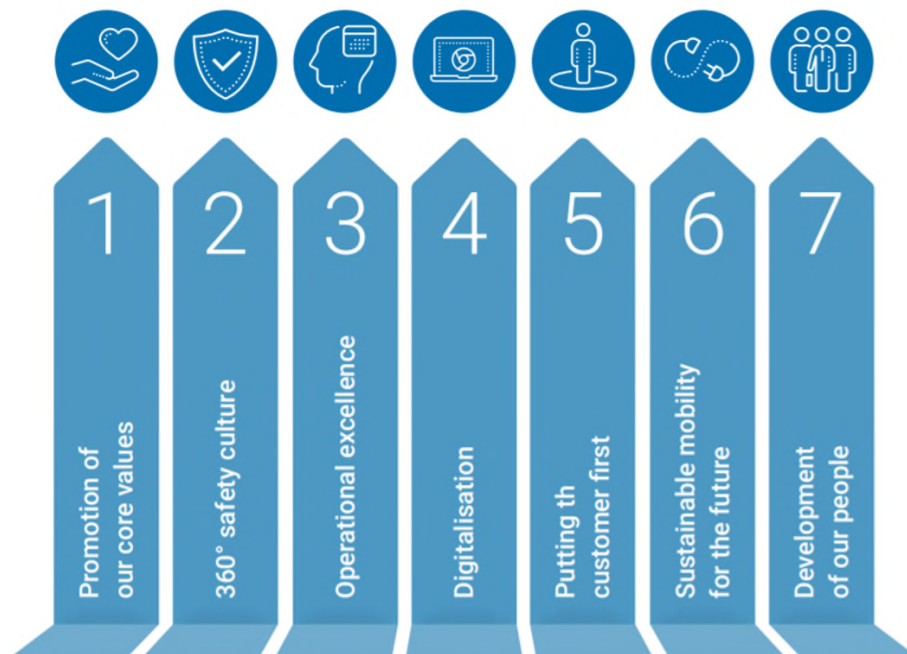 1
Promotion of
our core values
2
360° safety culture
3
Operational excellence
4
Digitalisation
5
Putting th
customer first
6
Sustainable mobility
for the future
7
Development
of our people